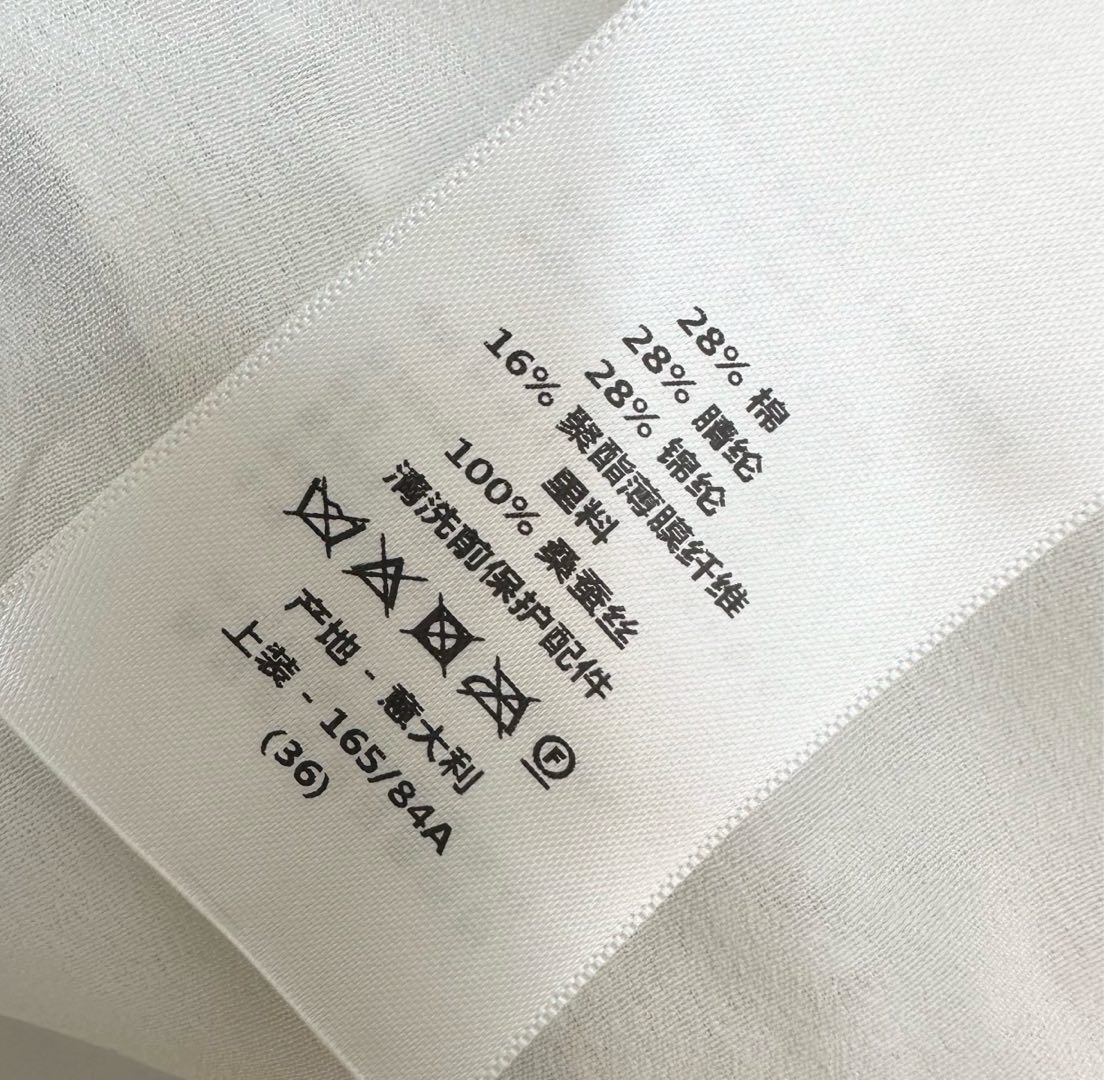 28% 棉
28% 腈纶
28% 锦纶
16% 聚酯薄膜纤维
里料
100% 桑蚕丝
清洗前保护配件
F
产地 - 意大利
上装 - 165/84A
(36)